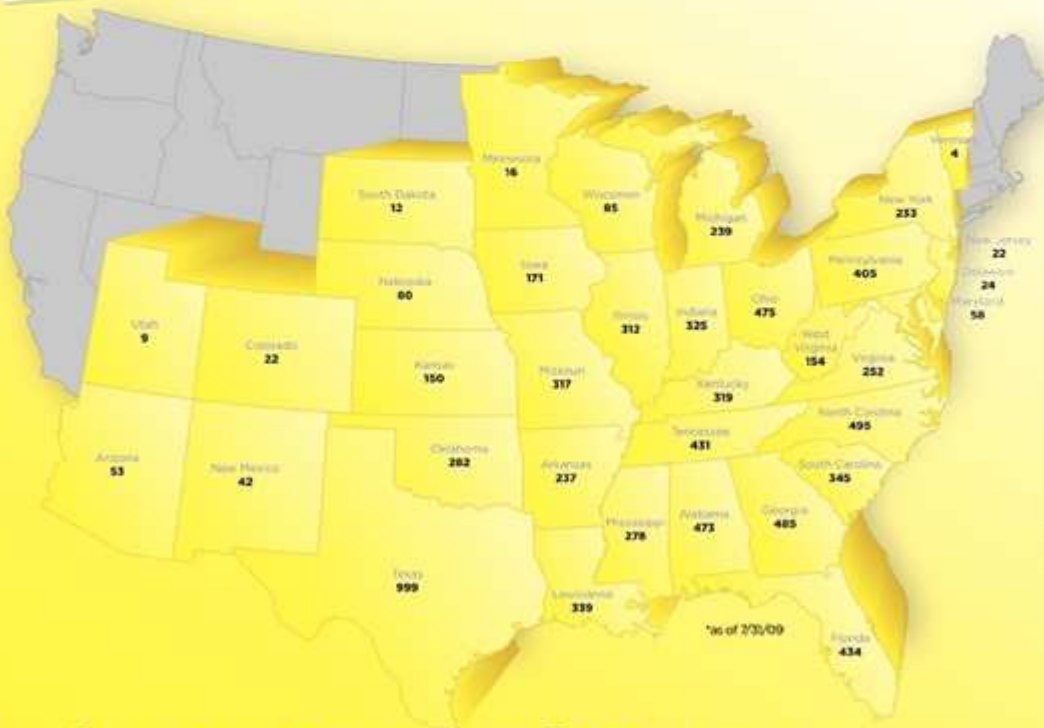 Minnesota
16
Vermont
4
South Dakota
12
Wisconsin
85
Michigan
239
New York
233
New Jersey
22
Iowa
171
Pennsylvania
405
Delaware
24
Nebraska
80
Ohio
475
Maryland
58
Illinois
312
Indiana
325
Utah
9
Colorado
22
West
Virginia
154
Virginia
252
Kansas
150
Missouri
317
Kentucky
319
North Carolina
495
Tennessee
431
Arizona
53
New Mexico
42
Oklahoma
282
Arkansas
237
South Carolina
345
Mississippi
278
Alabama
473
Georgia
485
Texas
999
Louisiana
339
*as of 7/31/09
Florida
434